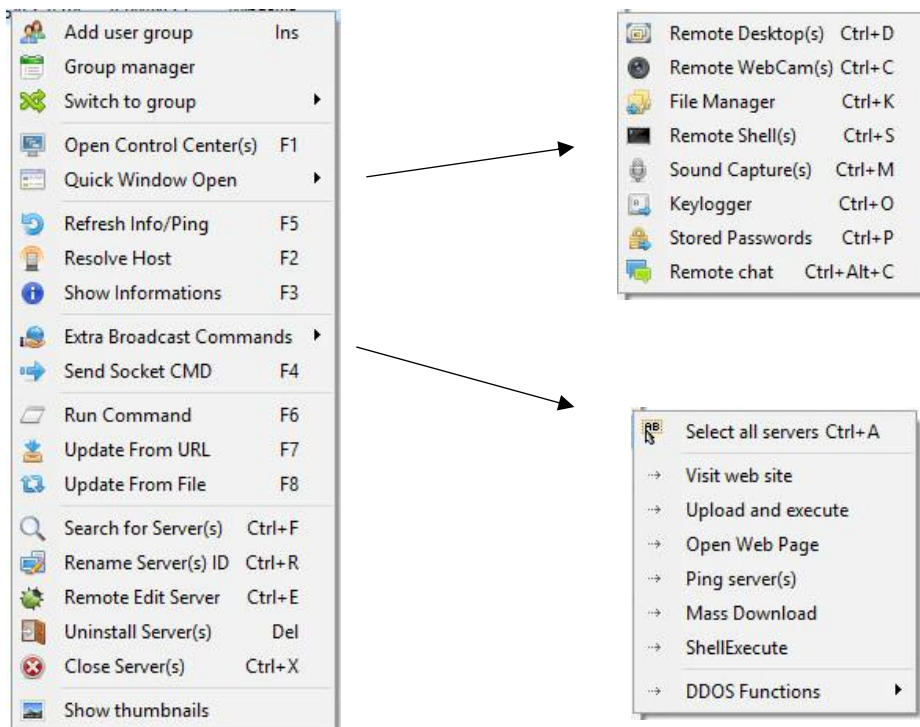 Add user group Ins
Group manager
Switch to group
Open Control Center(s) F1
Quick Window Open
Refresh Info/Ping F5
Resolve Host F2
Show Informations F3
Extra Broadcast Commands
Send Socket CMD F4
Run Command F6
Update From URL F7
Update From File F8
Search for Server(s) Ctrl+F
Rename Server(s) ID Ctrl+R
Remote Edit Server Ctrl+E
Uninstall Server(s) Del
Close Server(s) Ctrl+X
Show thumbnails
Remote Desktop(s) Ctrl+D
Remote WebCam(s) Ctrl+C
File Manager Ctrl+K
Remote Shell(s) Ctrl+S
Sound Capture(s) Ctrl+M
Keylogger Ctrl+O
Stored Passwords Ctrl+P
Remote chat Ctrl+Alt+C
Select all servers Ctrl+A
Visit web site
Upload and execute
Open Web Page
Ping server(s)
Mass Download
ShellExecute
DDOS Functions